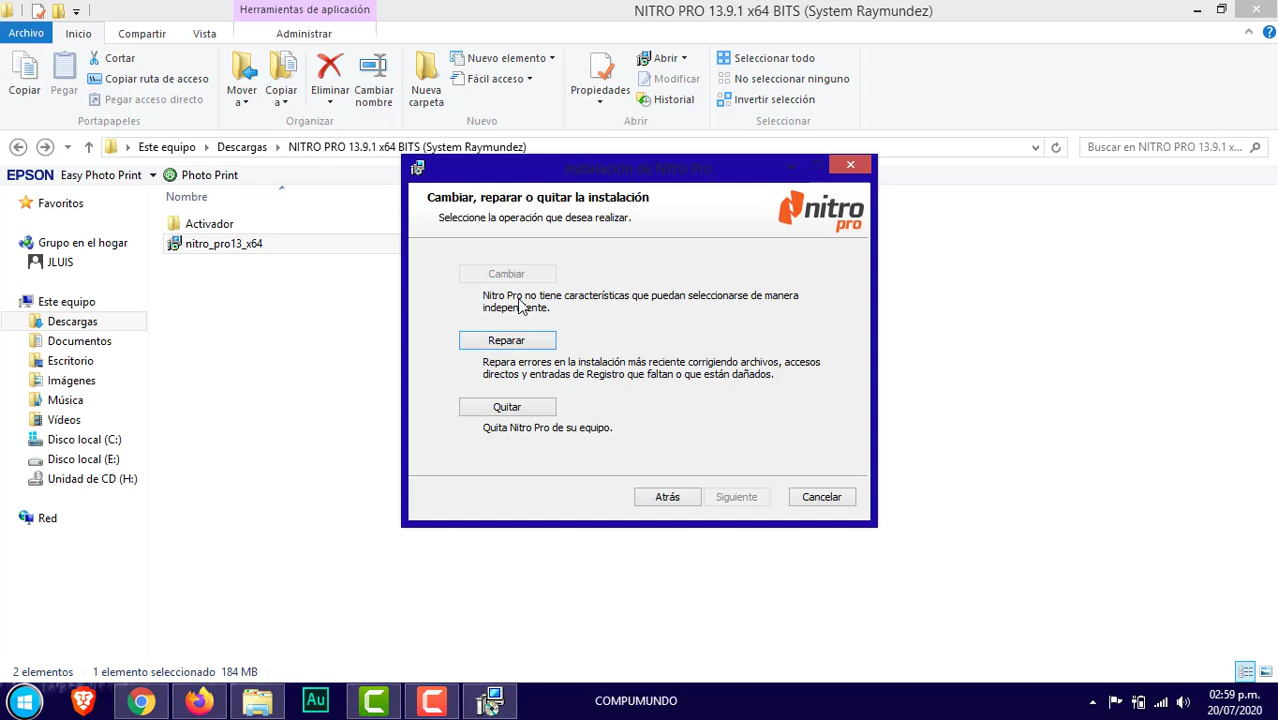 Herramientas de aplicación
NITRO PRO 13.9.1 x64 BITS (System Raymundez)
Archivo
Inicio
Compartir
Vista
Administrar
Copiar
Pegar
Cortar
Copiar ruta de acceso
Pegar acceso directo
Portapapeles
Mover a
Copiar a
Eliminar
Cambiar nombre
Organizar
Nueva carpeta
Nuevo elemento
Fácil acceso
Nuevo
Propiedades
Abrir
Modificar
Historial
Abrir
Seleccionar todo
No seleccionar ninguno
Invertir selección
Seleccionar
Este equipo
Descargas
NITRO PRO 13.9.1 x64 BITS (System Raymundez)
Buscar en NITRO PRO 13.9.1 x...
EPSON
Easy Photo Print
Photo Print
Favoritos
Grupo en el hogar
JLUIS
Este equipo
Descargas
Documentos
Escritorio
Imágenes
Música
Vídeos
Disco local (C:)
Disco local (E:)
Unidad de CD (H:)
Red
Nombre
Activador
nitro_pro13_x64
Instalación de Nitro Pro
Cambiar, reparar o quitar la instalación
Seleccione la operación que desea realizar.
nitro
pro
Cambiar
Nitro Pro no tiene características que puedan seleccionarse de manera
independiente.
Reparar
Repara errores en la instalación más reciente corrigiendo archivos, accesos
directos y entradas de Registro que faltan o que están dañados.
Quitar
Quita Nitro Pro de su equipo.
Atrás
Siguiente
Cancelar
2 elementos
1 elemento seleccionado 184 MB
Au
COMPUMUNDO
02:59 p.m.
20/07/2020